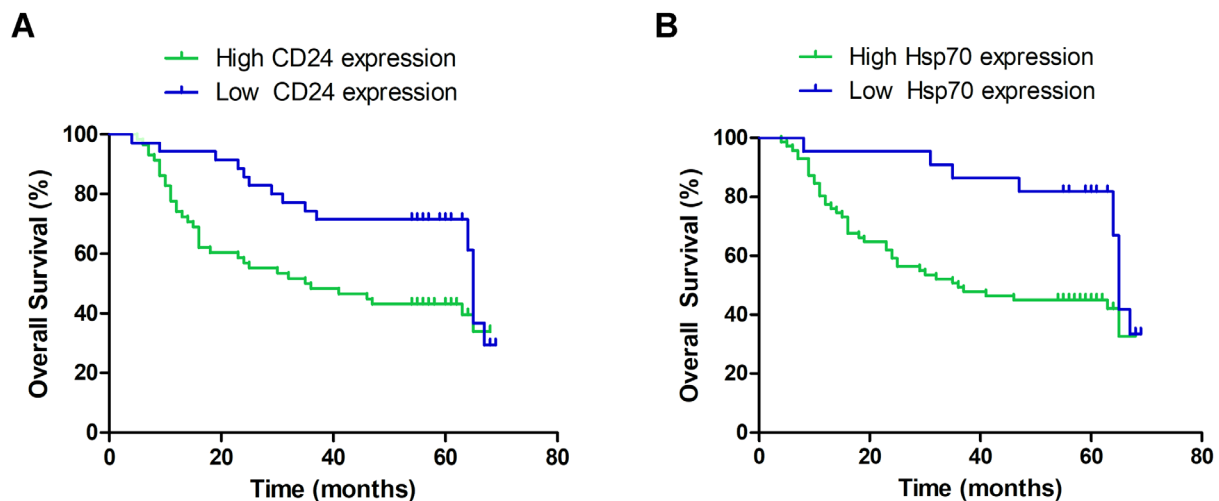 A
High CD24 expression
Low CD24 expression
100
80
60
40
20
0
0 20 40 60 80
Overall Survival (%)
Time (months)
B
High Hsp70 expression
Low Hsp70 expression
100
80
60
40
20
0
0 20 40 60 80
Overall Survival (%)
Time (months)